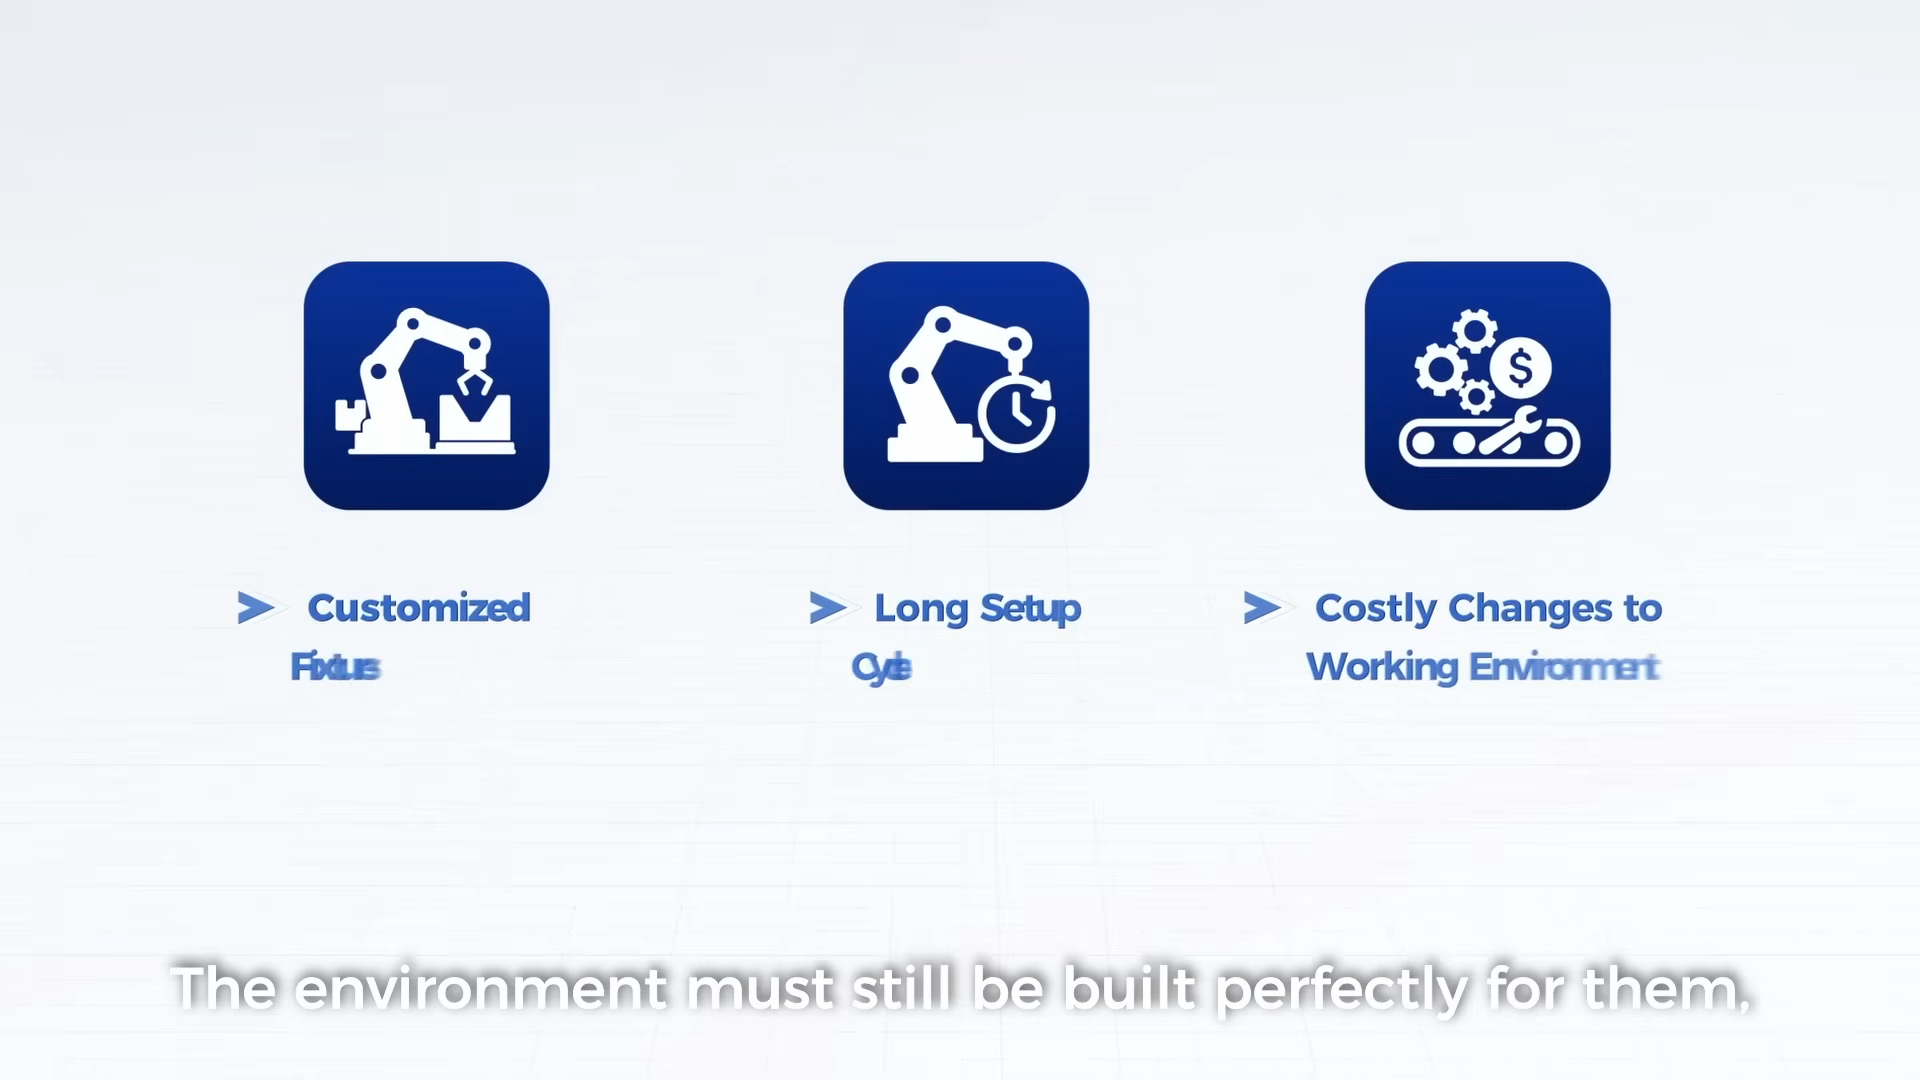 Customized
Long Setup
Costly Changes to
Working Environment
The environment must still be built perfectly for them,